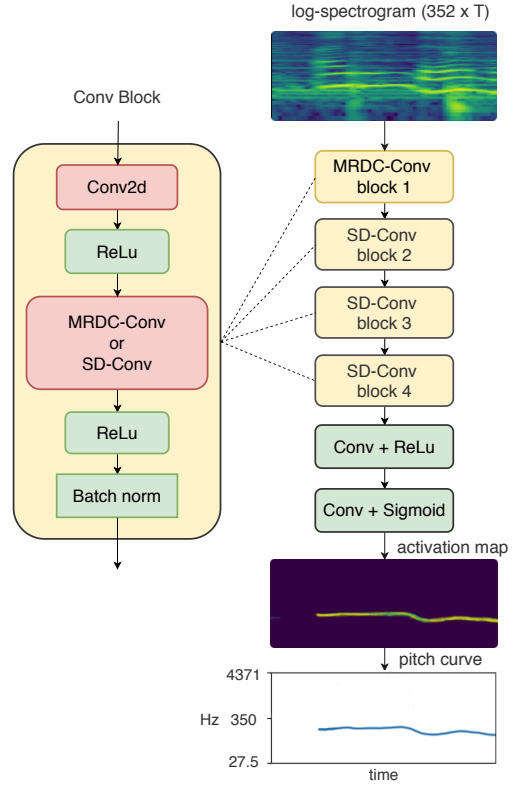 log-spectrogram (352 x T)
Conv Block
Conv2d
ReLu
MRDC-Conv
or
SD-Conv
ReLu
Batch norm
MRDC-Conv
block 1
SD-Conv
block 2
SD-Conv
block 3
SD-Conv
block 4
Conv + ReLu
Conv + Sigmoid
activation map
pitch curve
4371
Hz 350
27.5
time